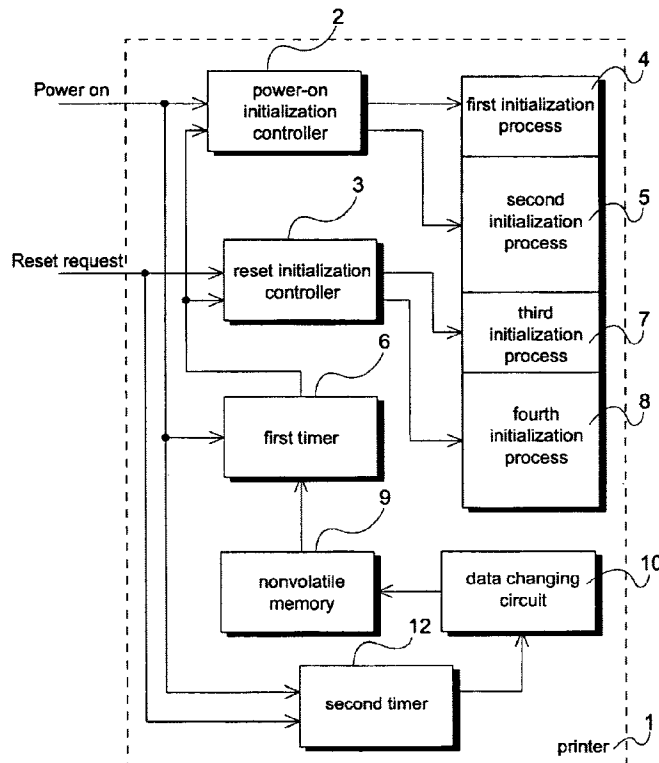 2
4
Power on
power-on
initialization
controller
first initialization
process
second
initialization
process
5
3
Reset request
reset initialization
controller
third
initialization
process
7
6
first timer
fourth
initialization
process
8
9
nonvolatile
memory
data changing
circuit
10
12
second timer
printer
1